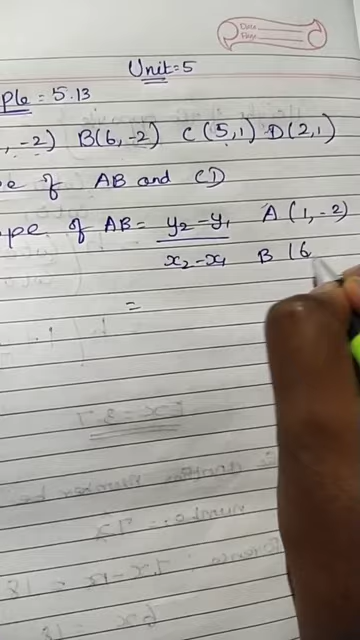 Date
Page
Unit=5
ple = 5.13
, -2) B(6, -2) C(5,1) D(2,1)
pe of AB and CD
ope of AB = y₂-y₁ A (1, -2)
x₂-x₁ B (6
=